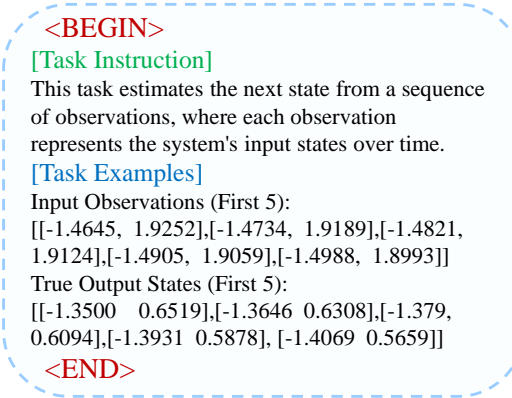 <BEGIN>
[Task Instruction]
This task estimates the next state from a sequence
of observations, where each observation
represents the system's input states over time.
[Task Examples]
Input Observations (First 5):
[[-1.4645, 1.9252],[-1.4734, 1.9189],[-1.4821,
1.9124],[-1.4905, 1.9059],[-1.4988, 1.8993]]
True Output States (First 5):
[[-1.3500 0.6519],[-1.3646 0.6308],[-1.379,
0.6094],[-1.3931 0.5878], [-1.4069 0.5659]]
<END>